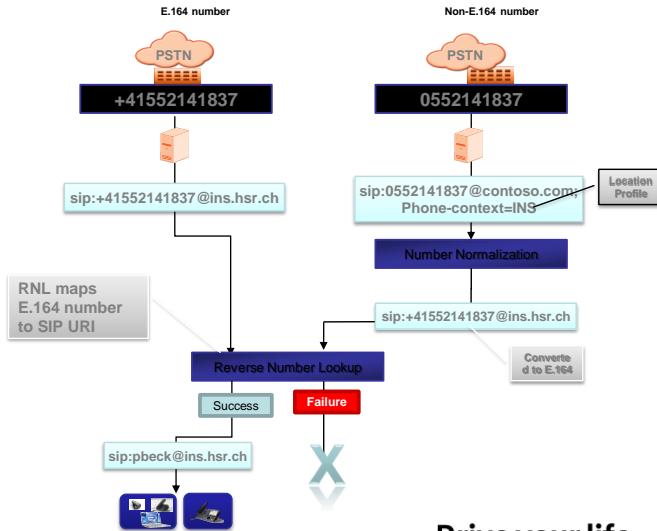 E.164 number
Non-E.164 number
PSTN
PSTN
+41552141837
0552141837
sip:+41552141837@ins.hsr.ch
sip:0552141837@contoso.com;
Phone-context=INS
Location
Profile
Number Normalization
RNL maps
E.164 number
to SIP URI
sip:+41552141837@ins.hsr.ch
Converte
d to E.164
Reverse Number Lookup
Success
Failure
sip:pbeck@ins.hsr.ch
X